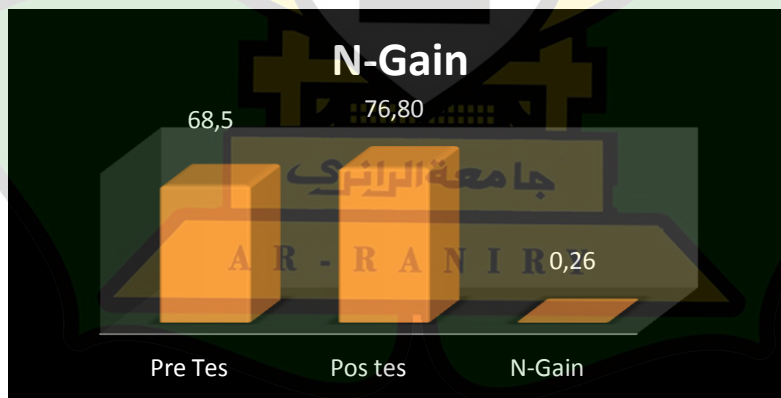 N-Gain
68,5
76,80
0,26
جامعة الرانري
AR-RANIRY
Pre Tes
Pos tes
N-Gain